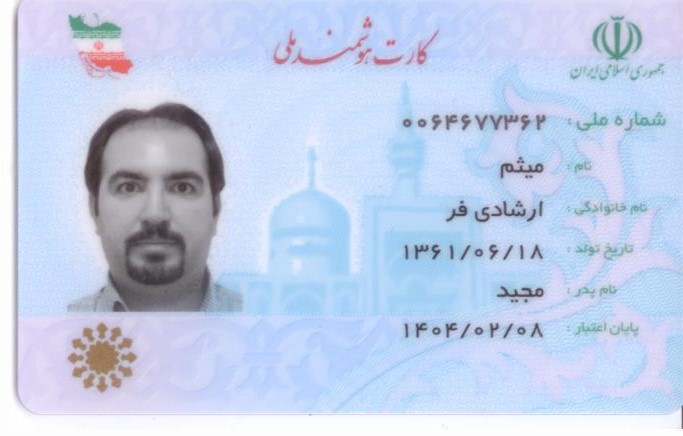 کارت هوشمند ملی
جمهوری اسلامی ایران
شماره ملی : ۰۰۶۴۶۷۷۳۶۲
نام : میثم
نام خانوادگی : ارشادی فر
تاریخ تولد : ۱۳۶۱/۰۶/۱۸
نام پدر : مجید
پایان اعتبار : ۱۴۰۴/۰۲/۰۸